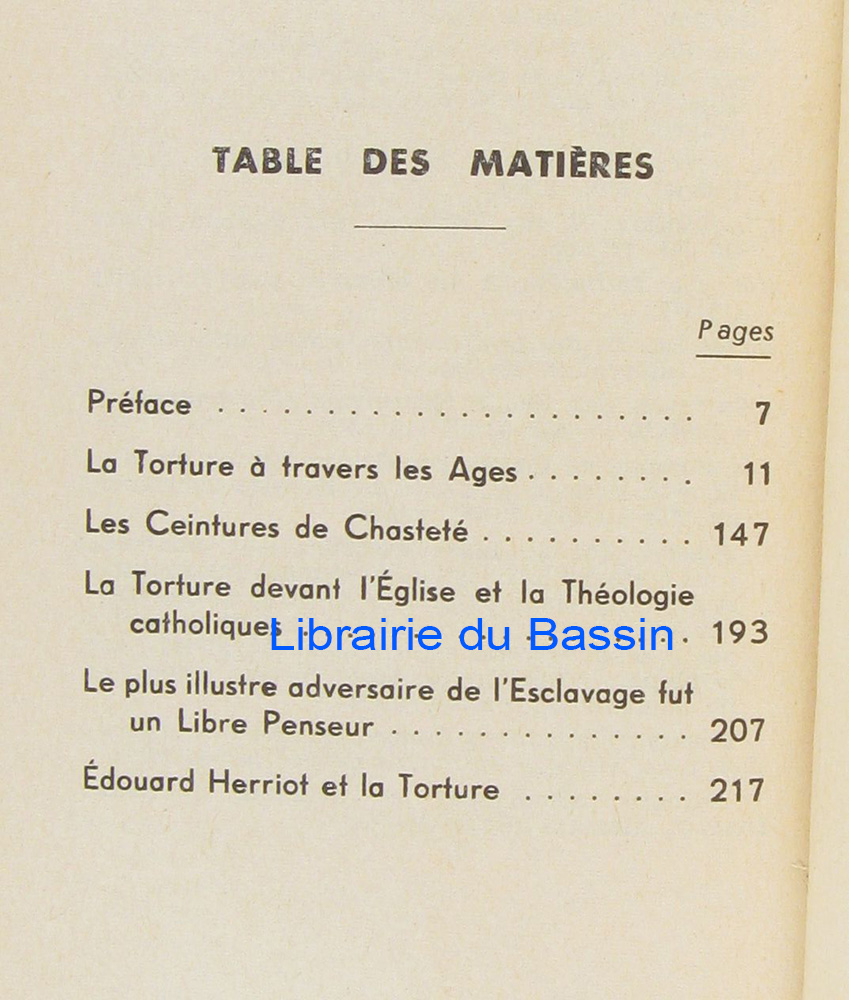 TABLE DES MATIÈRES
Pages
Préface . . . . . . . . . . . . . . . . . . . . . . 7
La Torture à travers les Ages . . . . . . . . 11
Les Ceintures de Chasteté . . . . . . . . . . 147
La Torture devant l'Église et la Théologie
catholiques . . . . . . . . . . . . . . 193
Librairie du Bassin
Le plus illustre adversaire de l'Esclavage fut
un Libre Penseur . . . . . . . . . . . . . . 207
Édouard Herriot et la Torture . . . . . . . . 217